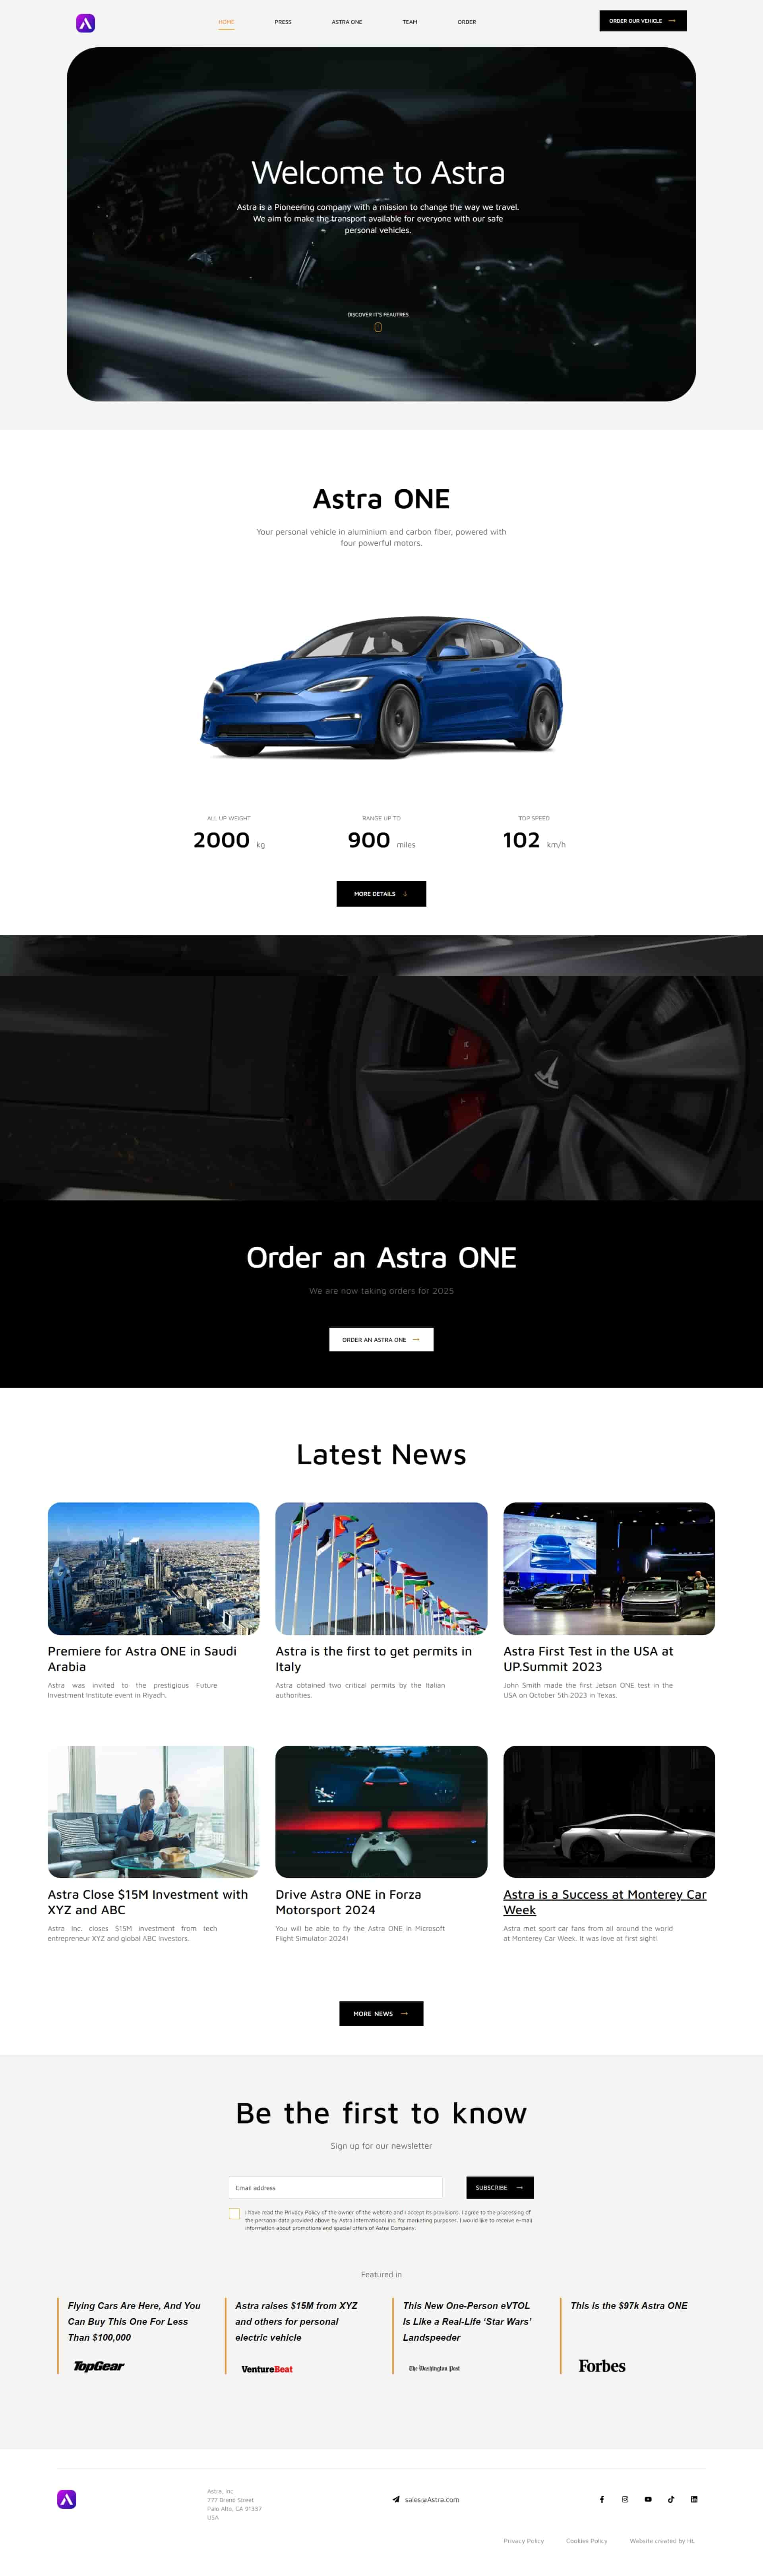 HOME PRESS ASTRA ONE TEAM ORDER
ORDER OUR VEHICLE
Welcome to Astra
Astra is a Pioneering company with a mission to change the way we travel.
We aim to make the transport available for everyone with our safe
personal vehicles.
DISCOVER IT'S FEAUTRES
Astra ONE
Your personal vehicle in aluminium and carbon fiber, powered with
four powerful motors.
ALL UP WEIGHT
2000 kg
RANGE UP TO
900 miles
TOP SPEED
102 km/h
MORE DETAILS
Order an Astra ONE
We are now taking orders for 2025
ORDER AN ASTRA ONE
Latest News
Premiere for Astra ONE in Saudi
Arabia
Astra was invited to the prestigious Future
Investment Institute event in Riyadh.
Astra is the first to get permits in
Italy
Astra obtained two critical permits by the Italian
authorities.
Astra First Test in the USA at
UP.Summit 2023
John Smith made the first Jetson ONE test in the
USA on October 5th 2023 in Texas.
Astra Close $15M Investment with
XYZ and ABC
Astra Inc. closes $15M investment from tech
entrepreneur XYZ and global ABC Investors.
Drive Astra ONE in Forza
Motorsport 2024
You will be able to fly the Astra ONE in Microsoft
Flight Simulator 2024!
Astra is a Success at Monterey Car
Week
Astra met sport car fans from all around the world
at Monterey Car Week. It was love at first sight!
MORE NEWS
Be the first to know
Sign up for our newsletter
Email address
SUBSCRIBE
I have read the Privacy Policy of the owner of the website and I accept its provisions. I agree to the processing of
the personal data provided above by Astra International Inc. for marketing purposes. I would like to receive e-mail
information about promotions and special offers of Astra Company.
Featured in
Flying Cars Are Here, And You
Can Buy This One For Less
Than $100,000
TopGear
Astra raises $15M from XYZ
and others for personal
electric vehicle
VentureBeat
This New One-Person eVTOL
Is Like a Real-Life ‘Star Wars’
Landspeeder
The Washington Post
This is the $97k Astra ONE
Forbes
Astra, Inc
777 Brand Street
Palo Alto, CA 91337
USA
sales@Astra.com
Privacy Policy Cookies Policy Website created by HL